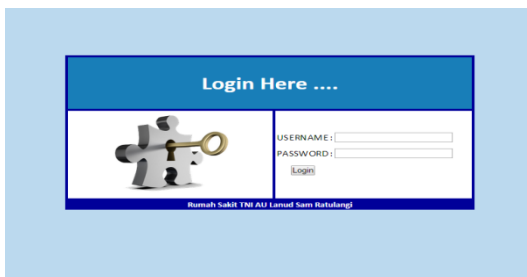 Login Here ....
USERNAME :
PASSWORD :
Login
Rumah Sakit TNI AU Lanud Sam Ratulangi